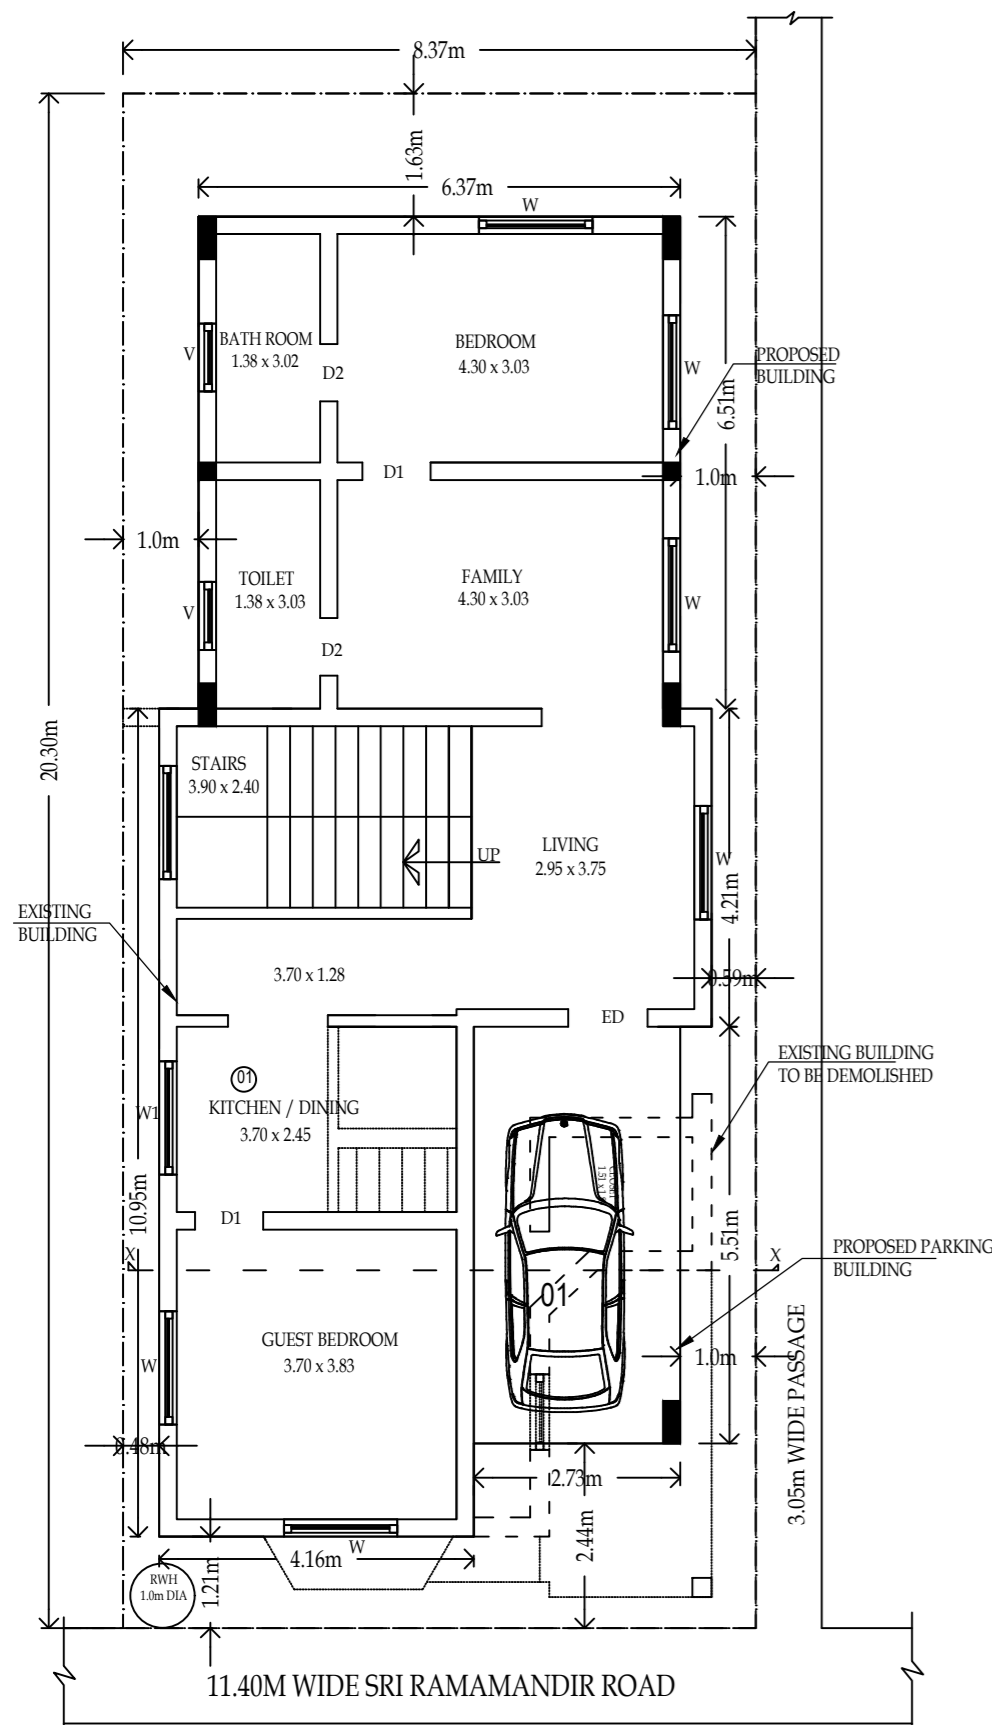 8.37m
1.63m
6.37m
W
BATH ROOM
1.38 x 3.02
BEDROOM
4.30 x 3.03
V
D2
W
PROPOSED
BUILDING
6.51m
D1
1.0m
1.0m
TOILET
1.38 x 3.03
FAMILY
4.30 x 3.03
V
W
D2
20.30m
STAIRS
3.90 x 2.40
UP
LIVING
2.95 x 3.75
W
4.21m
EXISTING
BUILDING
3.70 x 1.28
0.59m
ED
EXISTING BUILDING
TO BE DEMOLISHED
01
KITCHEN / DINING
3.70 x 2.45
W1
10.95m
D1
5.51m
X
X
PROPOSED PARKING
BUILDING
01
GUEST BEDROOM
3.70 x 3.83
W
1.0m
0.48m
3.05m WIDE PASSAGE
2.73m
2.44m
W
4.16m
1.21m
RWH
1.0m DIA
11.40M WIDE SRI RAMAMANDIR ROAD